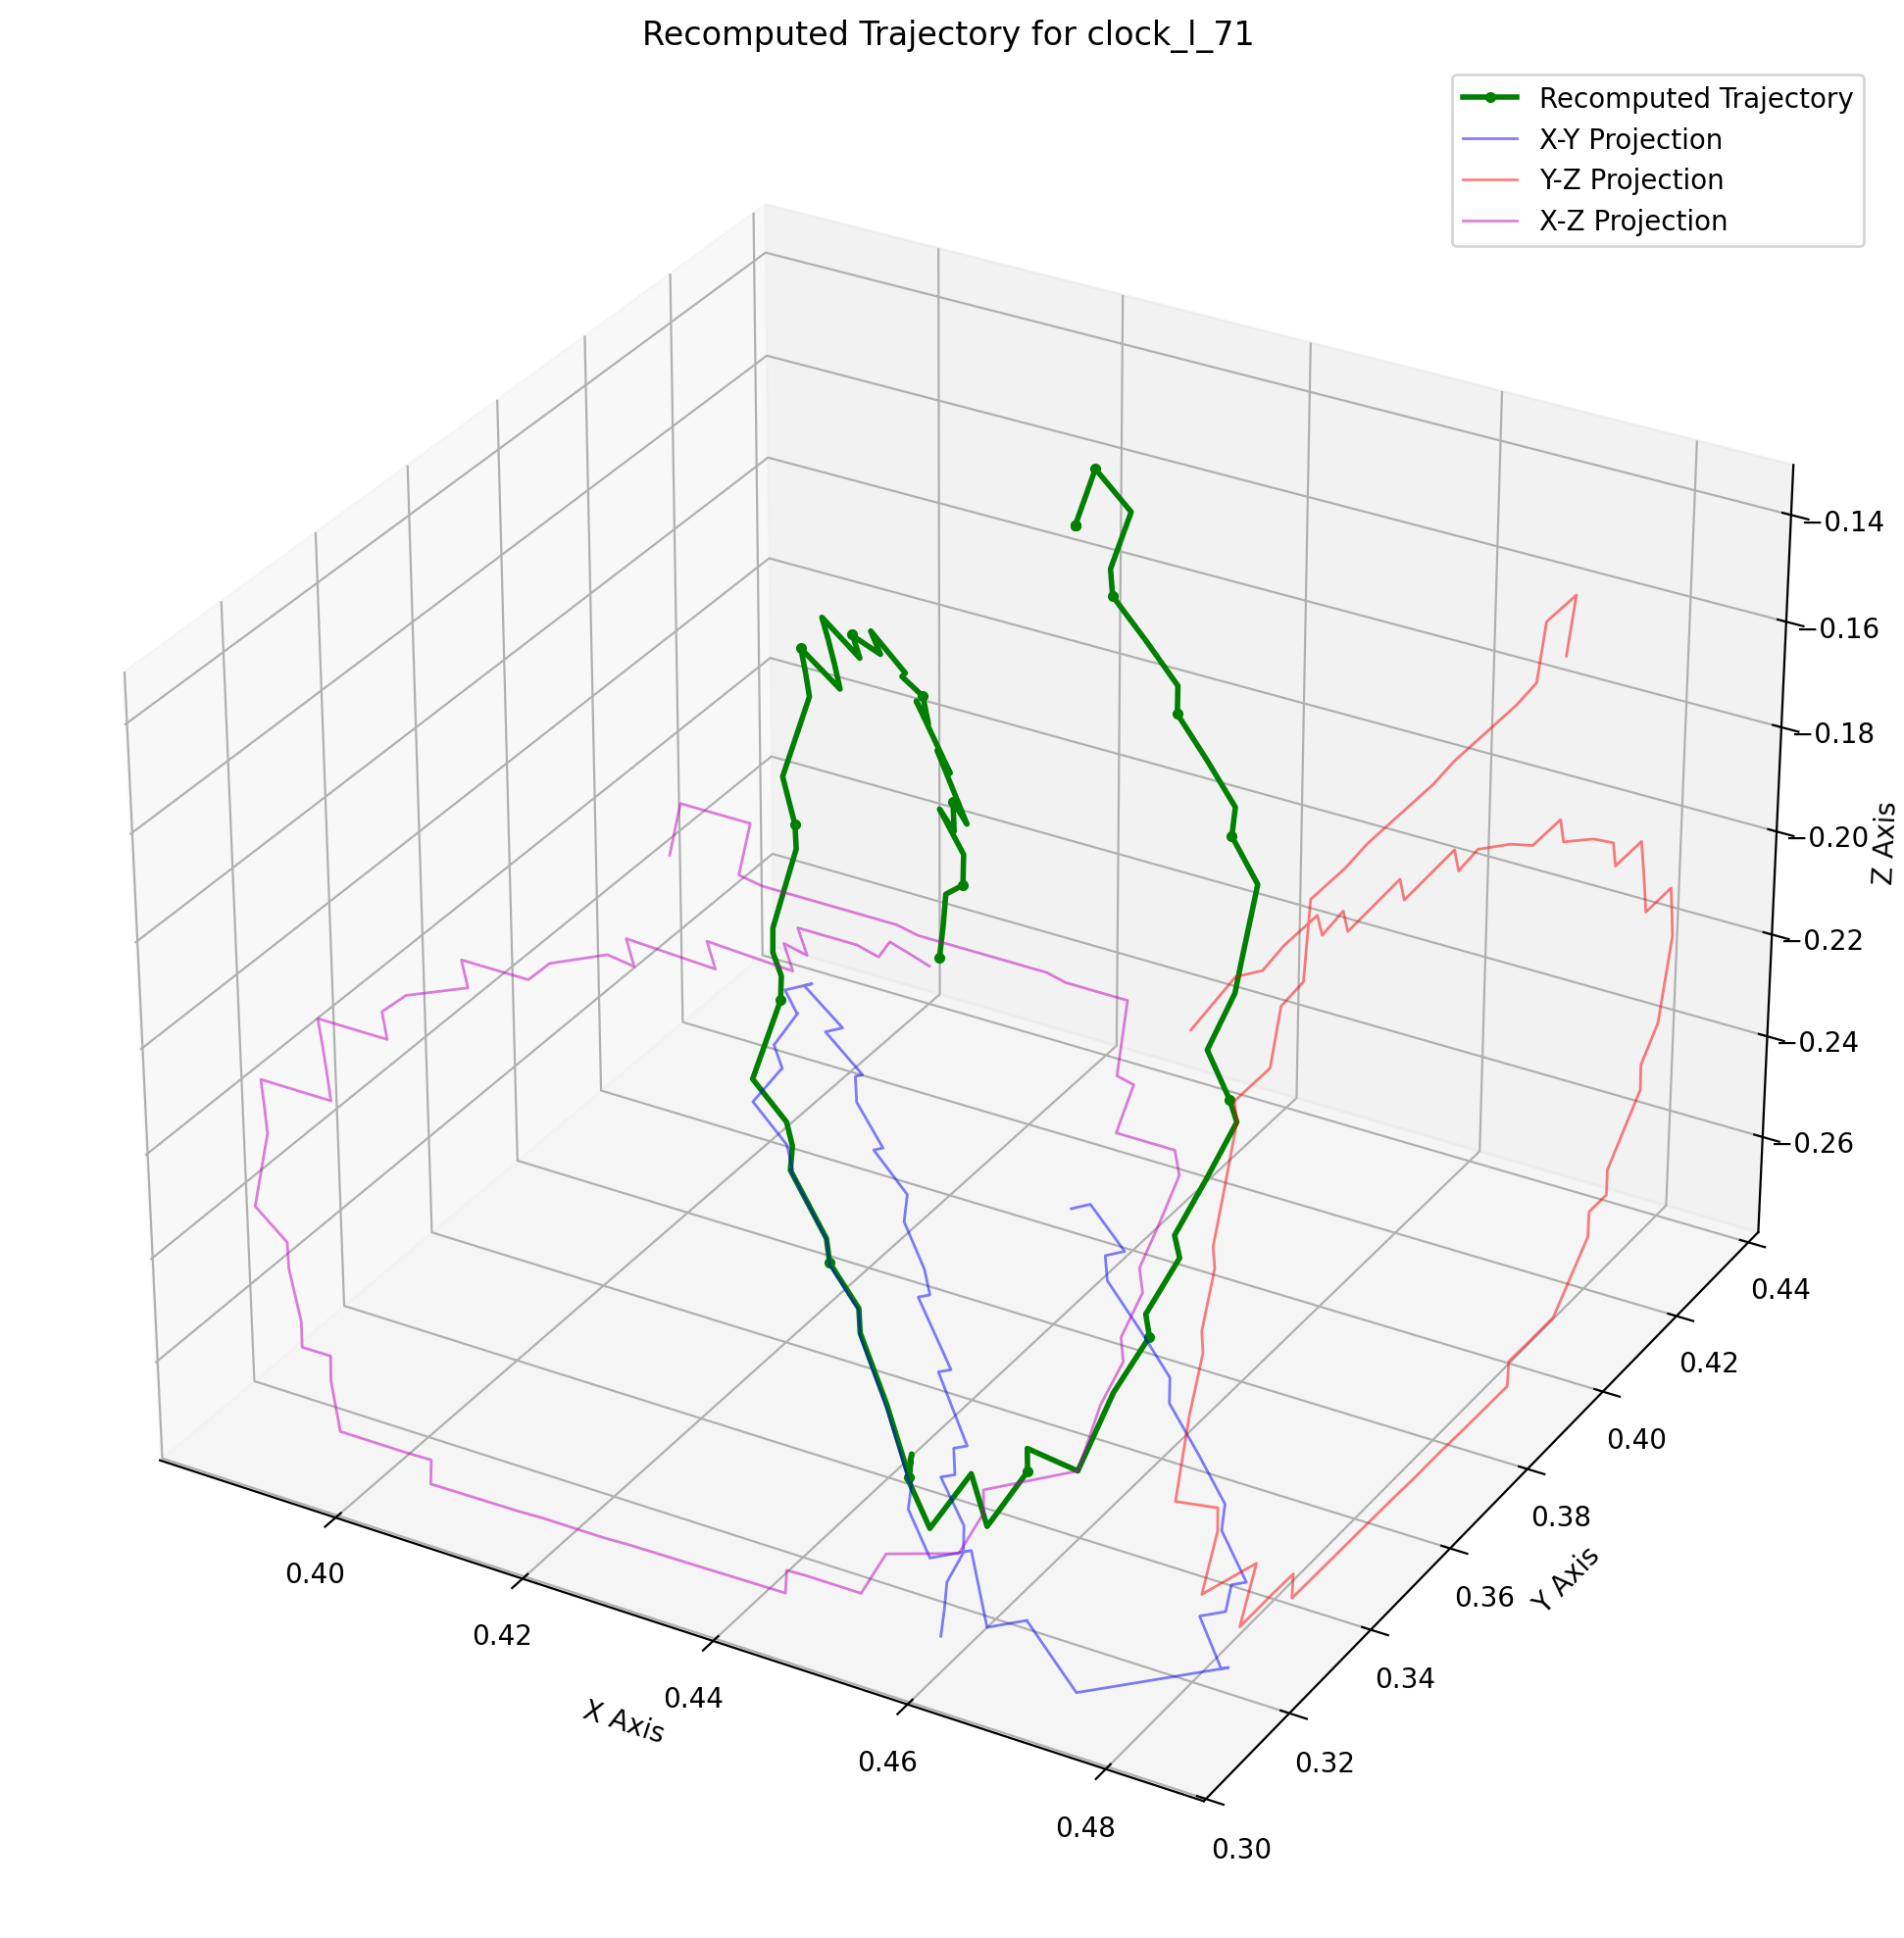 Recomputed Trajectory for clock_l_71
Recomputed Trajectory
X-Y Projection
Y-Z Projection
X-Z Projection
−0.14
−0.16
−0.18
−0.20
−0.22
−0.24
−0.26
Z Axis
0.44
0.42
0.40
0.38
0.36
0.34
0.32
0.30
Y Axis
0.40
0.42
0.44
0.46
0.48
X Axis